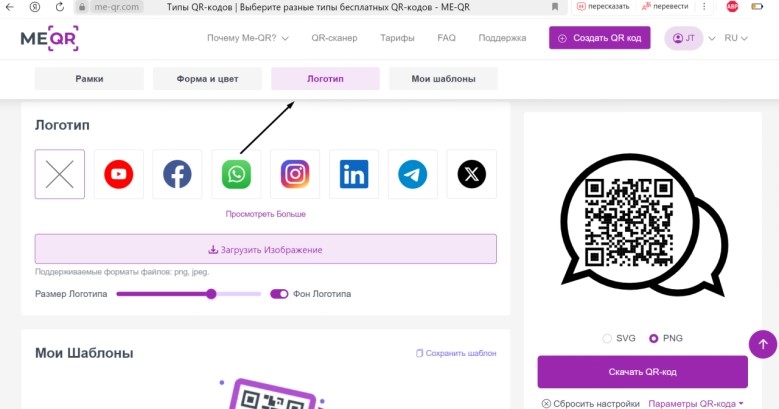 me-qr.com Типы QR-кодов | Выберите разные типы бесплатных QR-кодов - ME-QR пересказать перевести ABP
ME QR Почему Me-QR? QR-сканер Тарифы FAQ Поддержка Создать QR код JT RU
Рамки Форма и цвет Логотип Мои шаблоны
Логотип
Просмотреть Больше
Загрузить Изображение
Поддерживаемые форматы файлов: png, jpeg.
Размер Логотипа Фон Логотипа
SVG PNG
Мои Шаблоны Сохранить шаблон
Скачать QR-код
Сбросить настройки Параметры QR-кода